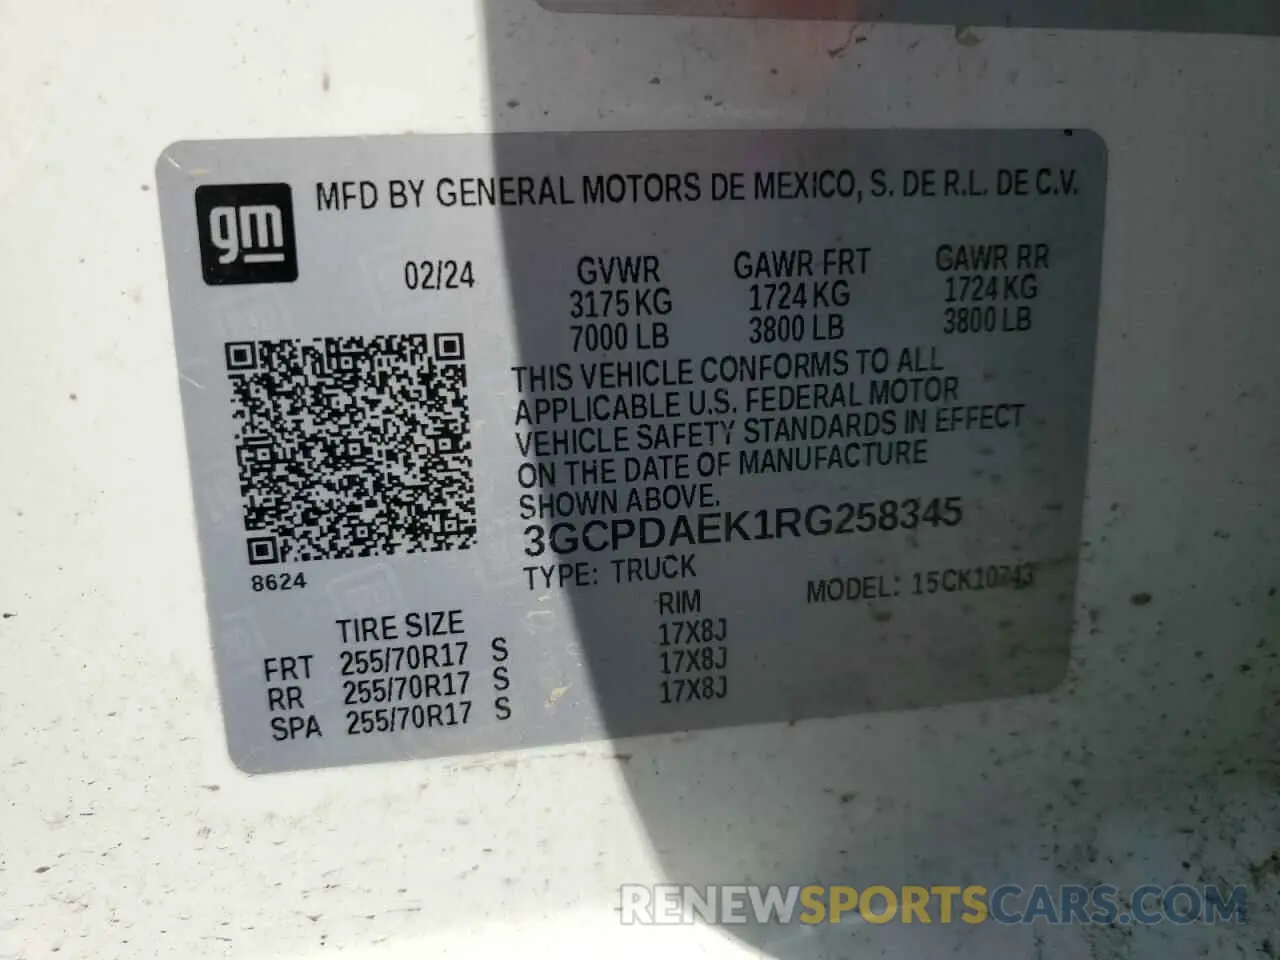 gm
MFD BY GENERAL MOTORS DE MEXICO, S. DE R.L. DE C.V.
02/24
GVWR GAWR FRT GAWR RR
3175 KG 1724 KG 1724 KG
7000 LB 3800 LB 3800 LB
THIS VEHICLE CONFORMS TO ALL
APPLICABLE U.S. FEDERAL MOTOR
VEHICLE SAFETY STANDARDS IN EFFECT
ON THE DATE OF MANUFACTURE
SHOWN ABOVE.
3GCPDAEK1RG258345
8624
TYPE: TRUCK MODEL: 15CK10743
TIRE SIZE RIM
FRT 255/70R17 S 17X8J
RR 255/70R17 S 17X8J
SPA 255/70R17 S 17X8J
RENEWSPORTSCARS.COM